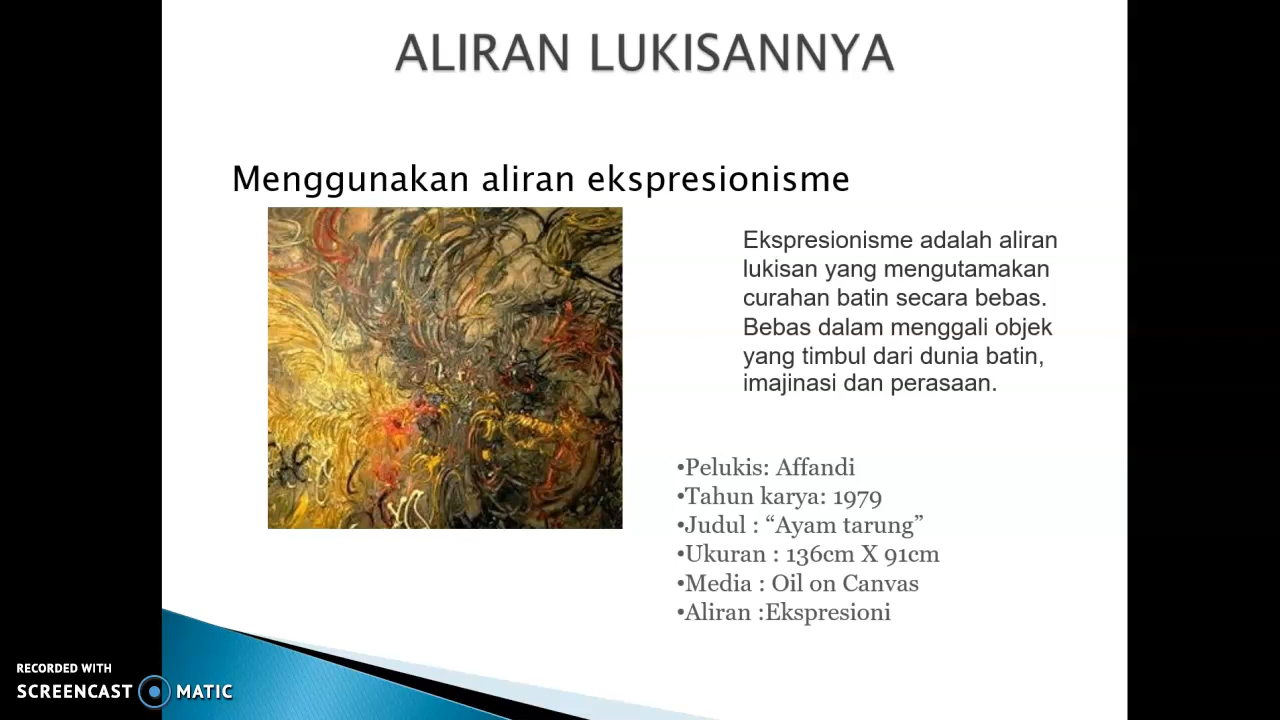 ALIRAN LUKISANNYA
Menggunakan aliran ekspresionisme
Ekspresionisme adalah aliran
lukisan yang mengutamakan
curahan batin secara bebas.
Bebas dalam menggali objek
yang timbul dari dunia batin,
imajinasi dan perasaan.
•Pelukis: Affandi
•Tahun karya: 1979
•Judul : “Ayam tarung”
•Ukuran : 136cm X 91cm
•Media : Oil on Canvas
•Aliran :Ekspresioni
RECORDED WITH
SCREENCAST MATIC